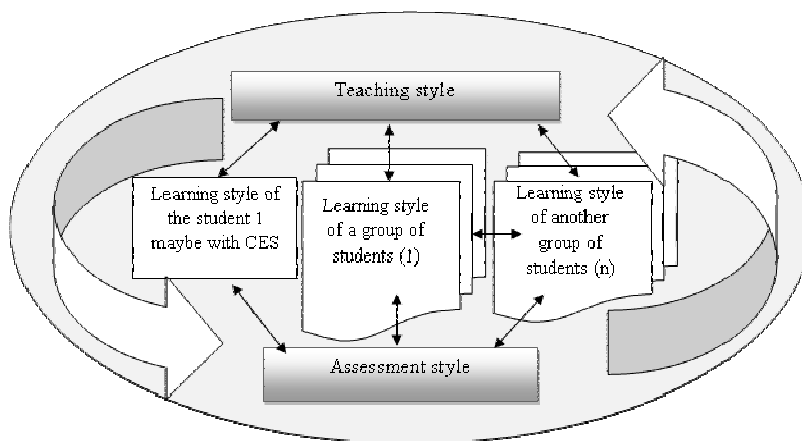 Teaching style
Learning style of
the student 1
maybe with CES
Learning style
of a group of
students (1)
Learning style
of another
group of
students (n)
Assessment style